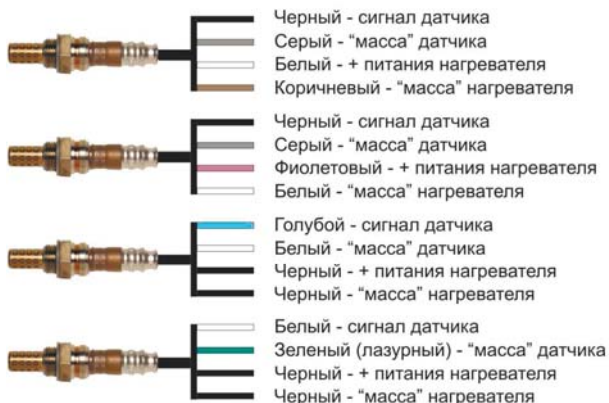 Черный - сигнал датчика
Серый - “масса” датчика
Белый - + питания нагревателя
Коричневый - “масса” нагревателя
Черный - сигнал датчика
Серый - “масса” датчика
Фиолетовый - + питания нагревателя
Белый - “масса” нагревателя
Голубой - сигнал датчика
Белый - “масса” датчика
Черный - + питания нагревателя
Черный - “масса” нагревателя
Белый - сигнал датчика
Зеленый (лазурный) - “масса” датчика
Черный - + питания нагревателя
Черный - “масса” нагревателя